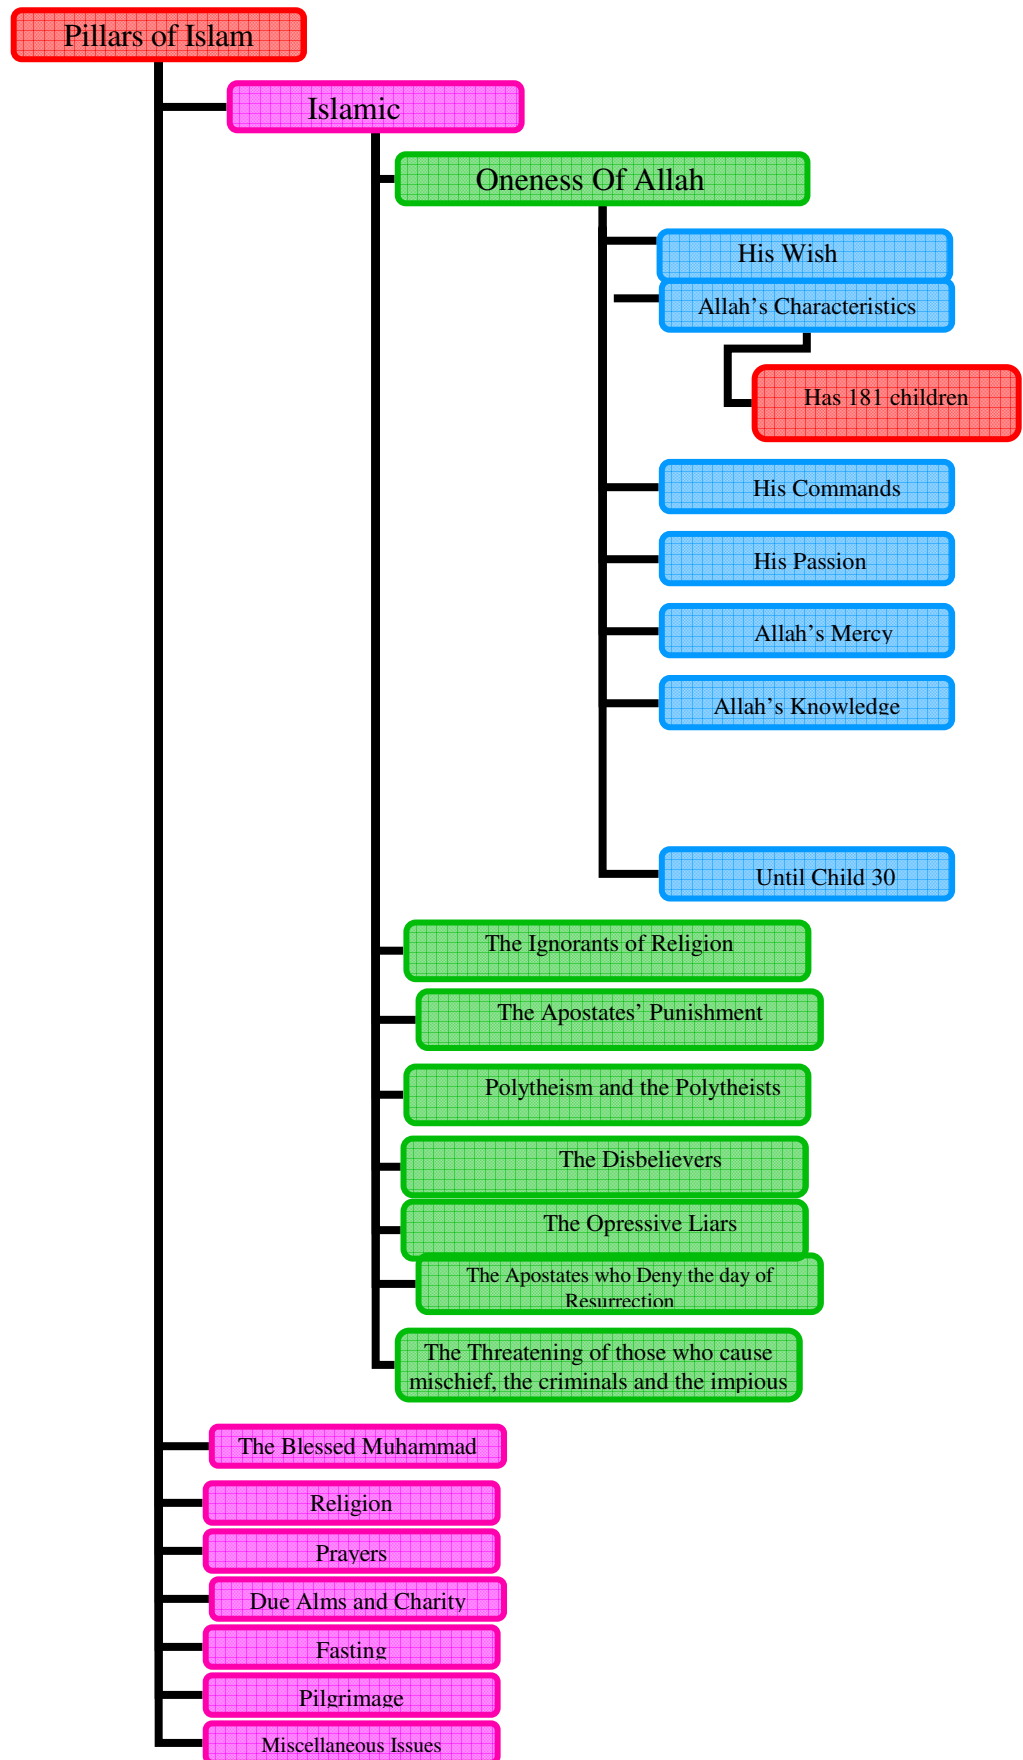 Pillars of Islam
Islamic
Oneness Of Allah
His Wish
Allah's Characteristics
Has 181 children
His Commands
His Passion
Allah's Mercy
Allah's Knowledge
Until Child 30
The Ignorants of Religion
The Apostates' Punishment
Polytheism and the Polytheists
The Disbelievers
The Opressive Liars
The Apostates who Deny the day of
Resurrection
The Threatening of those who cause
mischief, the criminals and the impious
The Blessed Muhammad
Religion
Prayers
Due Alms and Charity
Fasting
Pilgrimage
Miscellaneous Issues